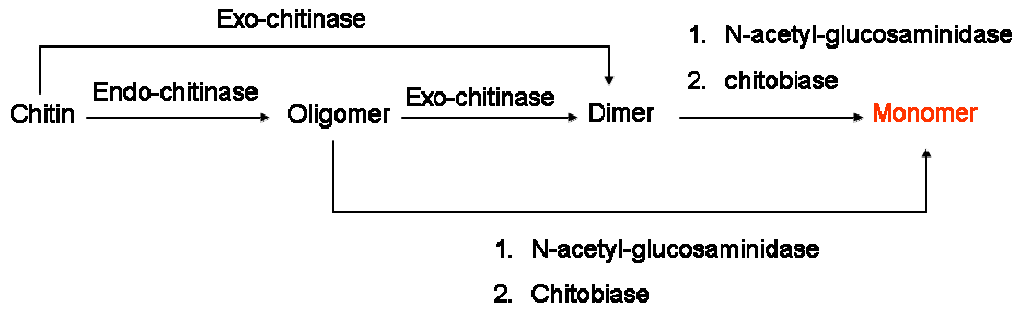 Exo-chitinase
1. N-acetyl-glucosaminidase
2. chitobiase
Endo-chitinase
Exo-chitinase
Chitin
Oligomer
Dimer
Monomer
1. N-acetyl-glucosaminidase
2. Chitobiase